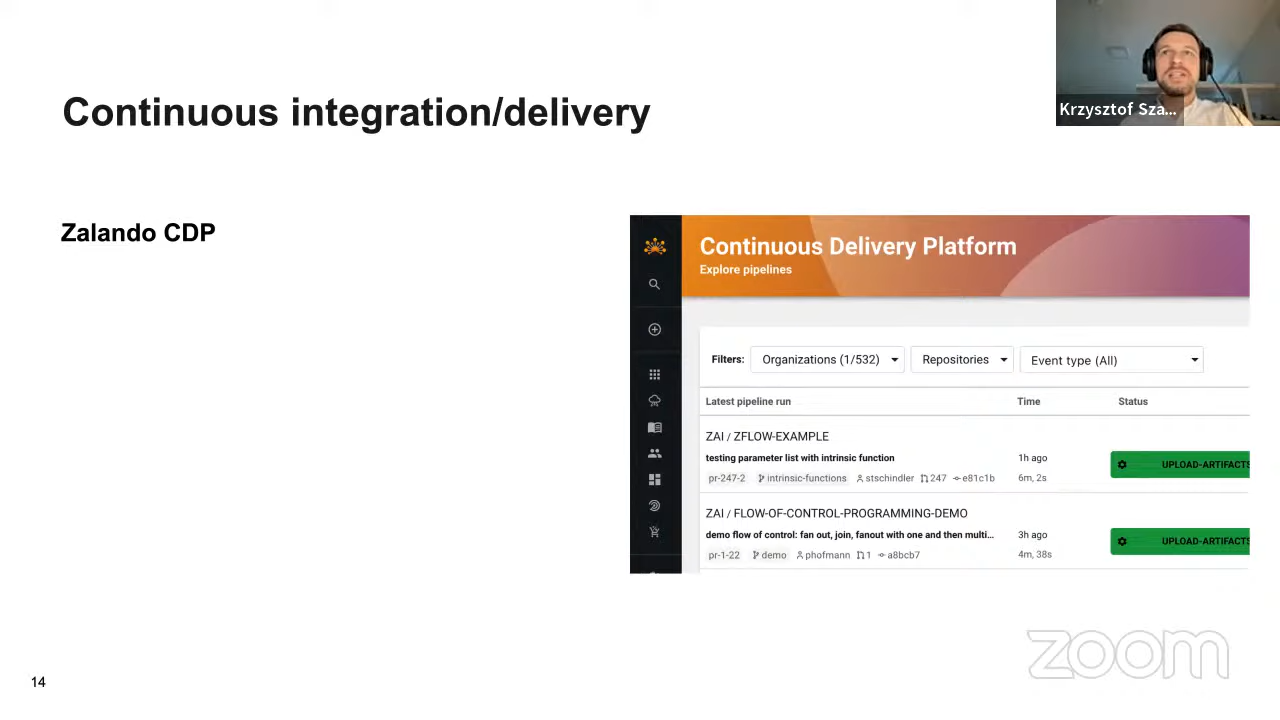 Krzysztof Sza...
Continuous integration/delivery
Zalando CDP
Continuous Delivery Platform
Explore pipelines
Filters: Organizations (1/532) Repositories Event type (All)
Latest pipeline run Time Status
ZAI / ZFLOW-EXAMPLE
testing parameter list with intrinsic function 1h ago
UPLOAD-ARTIFACTS
pr-247-2 intrinsic-functions stschindler 247 e81c1b 6m, 2s
ZAI / FLOW-OF-CONTROL-PROGRAMMING-DEMO
demo flow of control: fan out, join, fanout with one and then multi... 3h ago
UPLOAD-ARTIFACTS
pr-1-22 demo phofmann 1 a8bcb7 4m, 38s
zoom
14